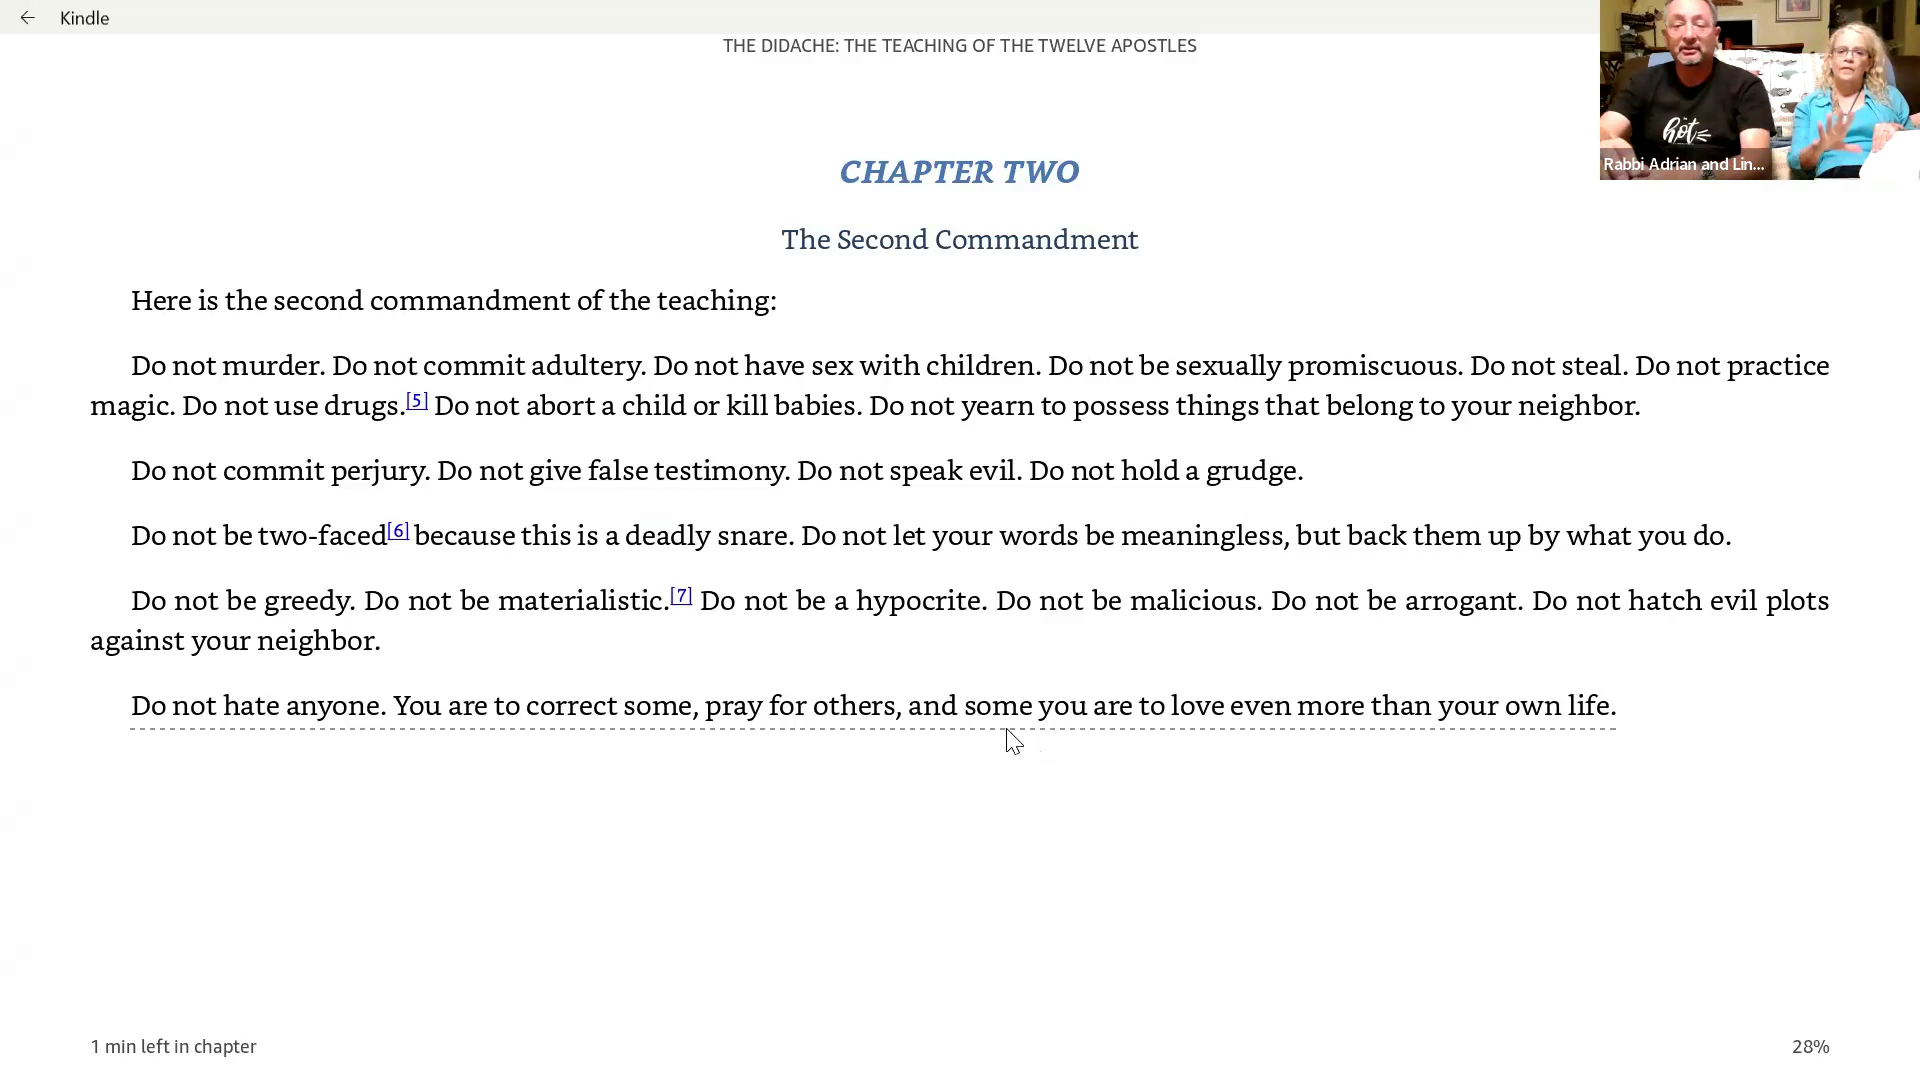 Kindle
THE DIDACHE: THE TEACHING OF THE TWELVE APOSTLES
hot
Rabbi Adrian and Lin...
CHAPTER TWO
The Second Commandment
Here is the second commandment of the teaching:
Do not murder. Do not commit adultery. Do not have sex with children. Do not be sexually promiscuous. Do not steal. Do not practice
magic. Do not use drugs.[5] Do not abort a child or kill babies. Do not yearn to possess things that belong to your neighbor.
Do not commit perjury. Do not give false testimony. Do not speak evil. Do not hold a grudge.
Do not be two-faced[6] because this is a deadly snare. Do not let your words be meaningless, but back them up by what you do.
Do not be greedy. Do not be materialistic.[7] Do not be a hypocrite. Do not be malicious. Do not be arrogant. Do not hatch evil plots
against your neighbor.
Do not hate anyone. You are to correct some, pray for others, and some you are to love even more than your own life.
1 min left in chapter
28%